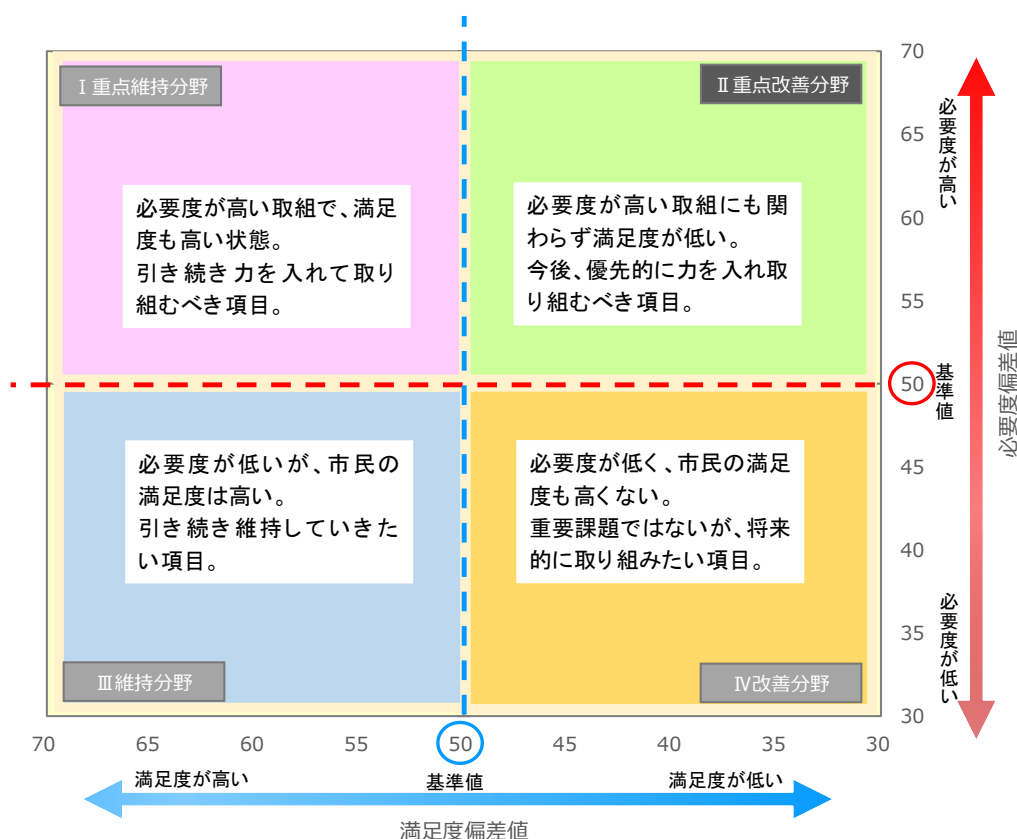 Ⅰ重点維持分野
Ⅱ重点改善分野
必要度が高い取組で、満足
度も高い状態。
引き続き力を入れて取り
組むべき項目。
必要度が高い取組にも関
わらず満足度が低い。
今後、優先的に力を入れ取
り組むべき項目。
必要度が低いが、市民の
満足度は高い。
引き続き維持していきた
い項目。
必要度が低く、市民の満足
度も高くない。
重要課題ではないが、将来
的に取り組みたい項目。
Ⅲ維持分野
Ⅳ改善分野
70
65
60
55
50
45
40
35
30
必要度が高い
基準値
必要度が低い
必要度偏差値
70
65
60
55
50
45
40
35
30
満足度が高い
基準値
満足度が低い
満足度偏差値